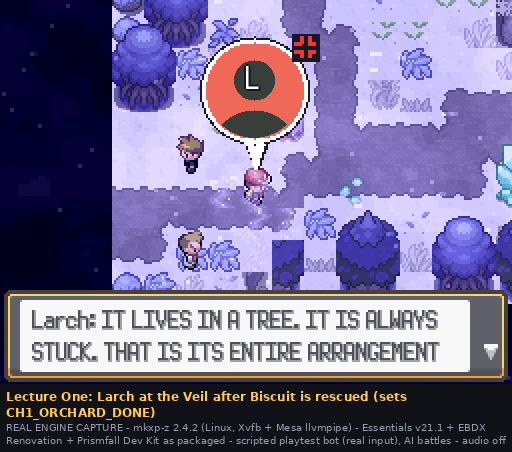 L
Larch: IT LIVES IN A TREE. IT IS ALWAYS
STUCK. THAT IS ITS ENTIRE ARRANGEMENT
Lecture One: Larch at the Veil after Biscuit is rescued (sets
CH1_ORCHARD_DONE)
REAL ENGINE CAPTURE - mkxp-z 2.4.2 (Linux, Xvfb + Mesa llvmpipe) - Essentials v21.1 + EBDX
Renovation + Prismfall Dev Kit as packaged - scripted playtest bot (real input), AI battles - audio off